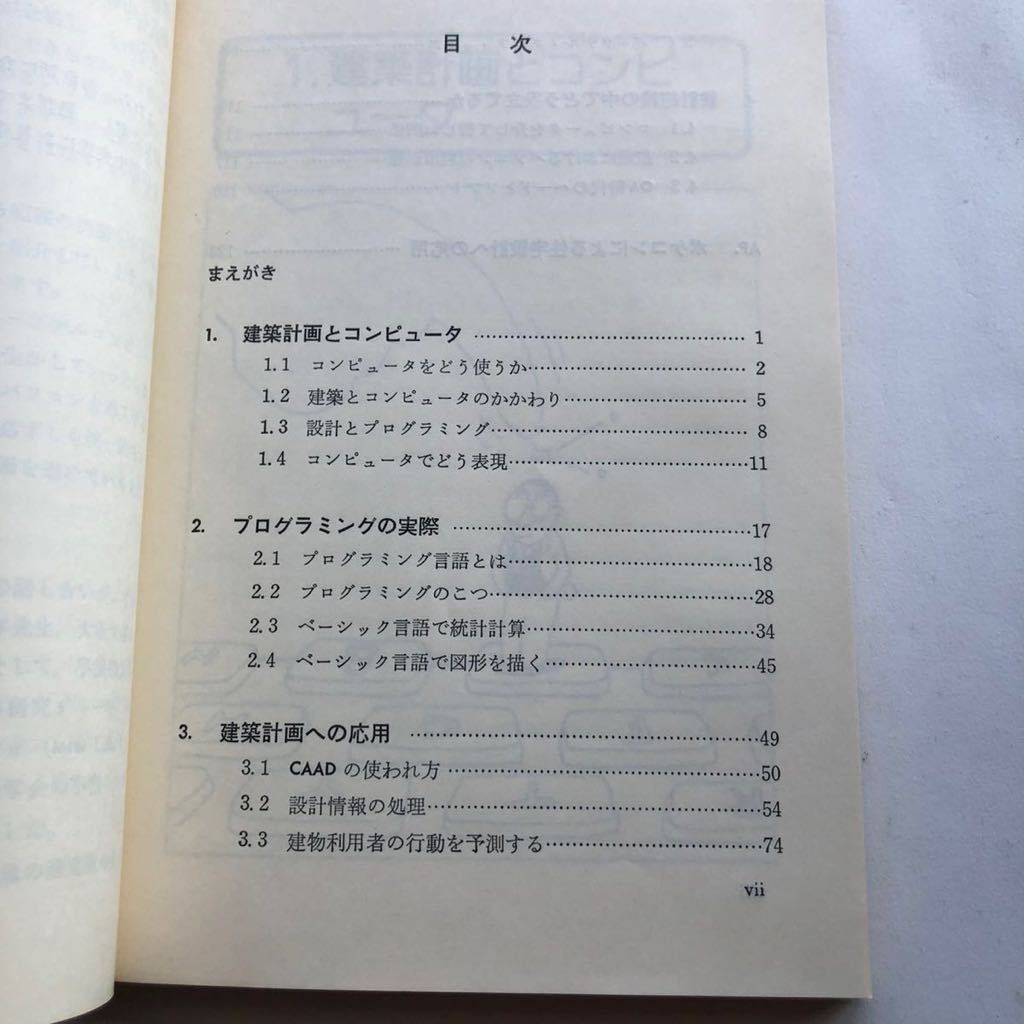 目 次
まえがき
1. 建築計画とコンピュータ ………………………………… 1
1.1 コンピュータをどう使うか………………………… 2
1.2 建築とコンピュータのかかわり…………………… 5
1.3 設計とプログラミング……………………………… 8
1.4 コンピュータでどう表現……………………………11
2. プログラミングの実際 ……………………………………17
2.1 プログラミング言語とは……………………………18
2.2 プログラミングのこつ………………………………28
2.3 ベーシック言語で統計計算…………………………34
2.4 ベーシック言語で図形を描く………………………45
3. 建築計画への応用 …………………………………………49
3.1 CAAD の使われ方 ……………………………………50
3.2 設計情報の処理………………………………………54
3.3 建物利用者の行動を予測する………………………74
vii